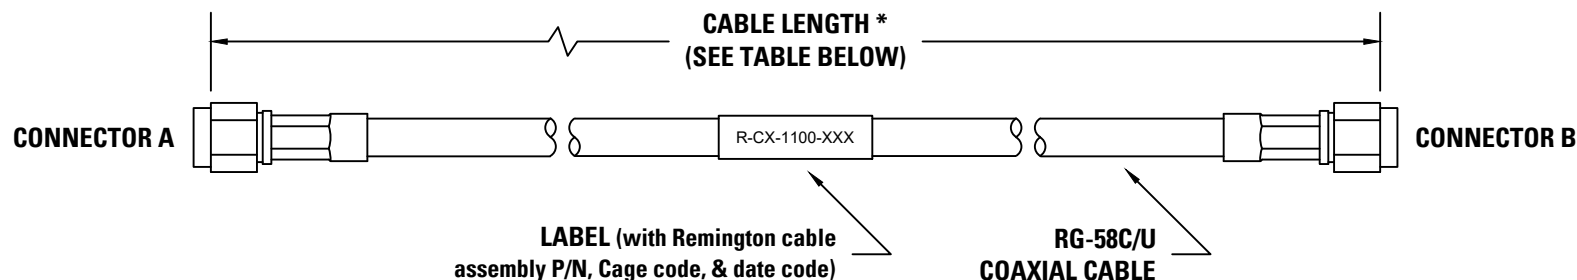 CABLE LENGTH *
(SEE TABLE BELOW)
CONNECTOR A
R-CX-1100-XXX
CONNECTOR B
LABEL (with Remington cable
assembly P/N, Cage code, & date code)
RG-58C/U
COAXIAL CABLE